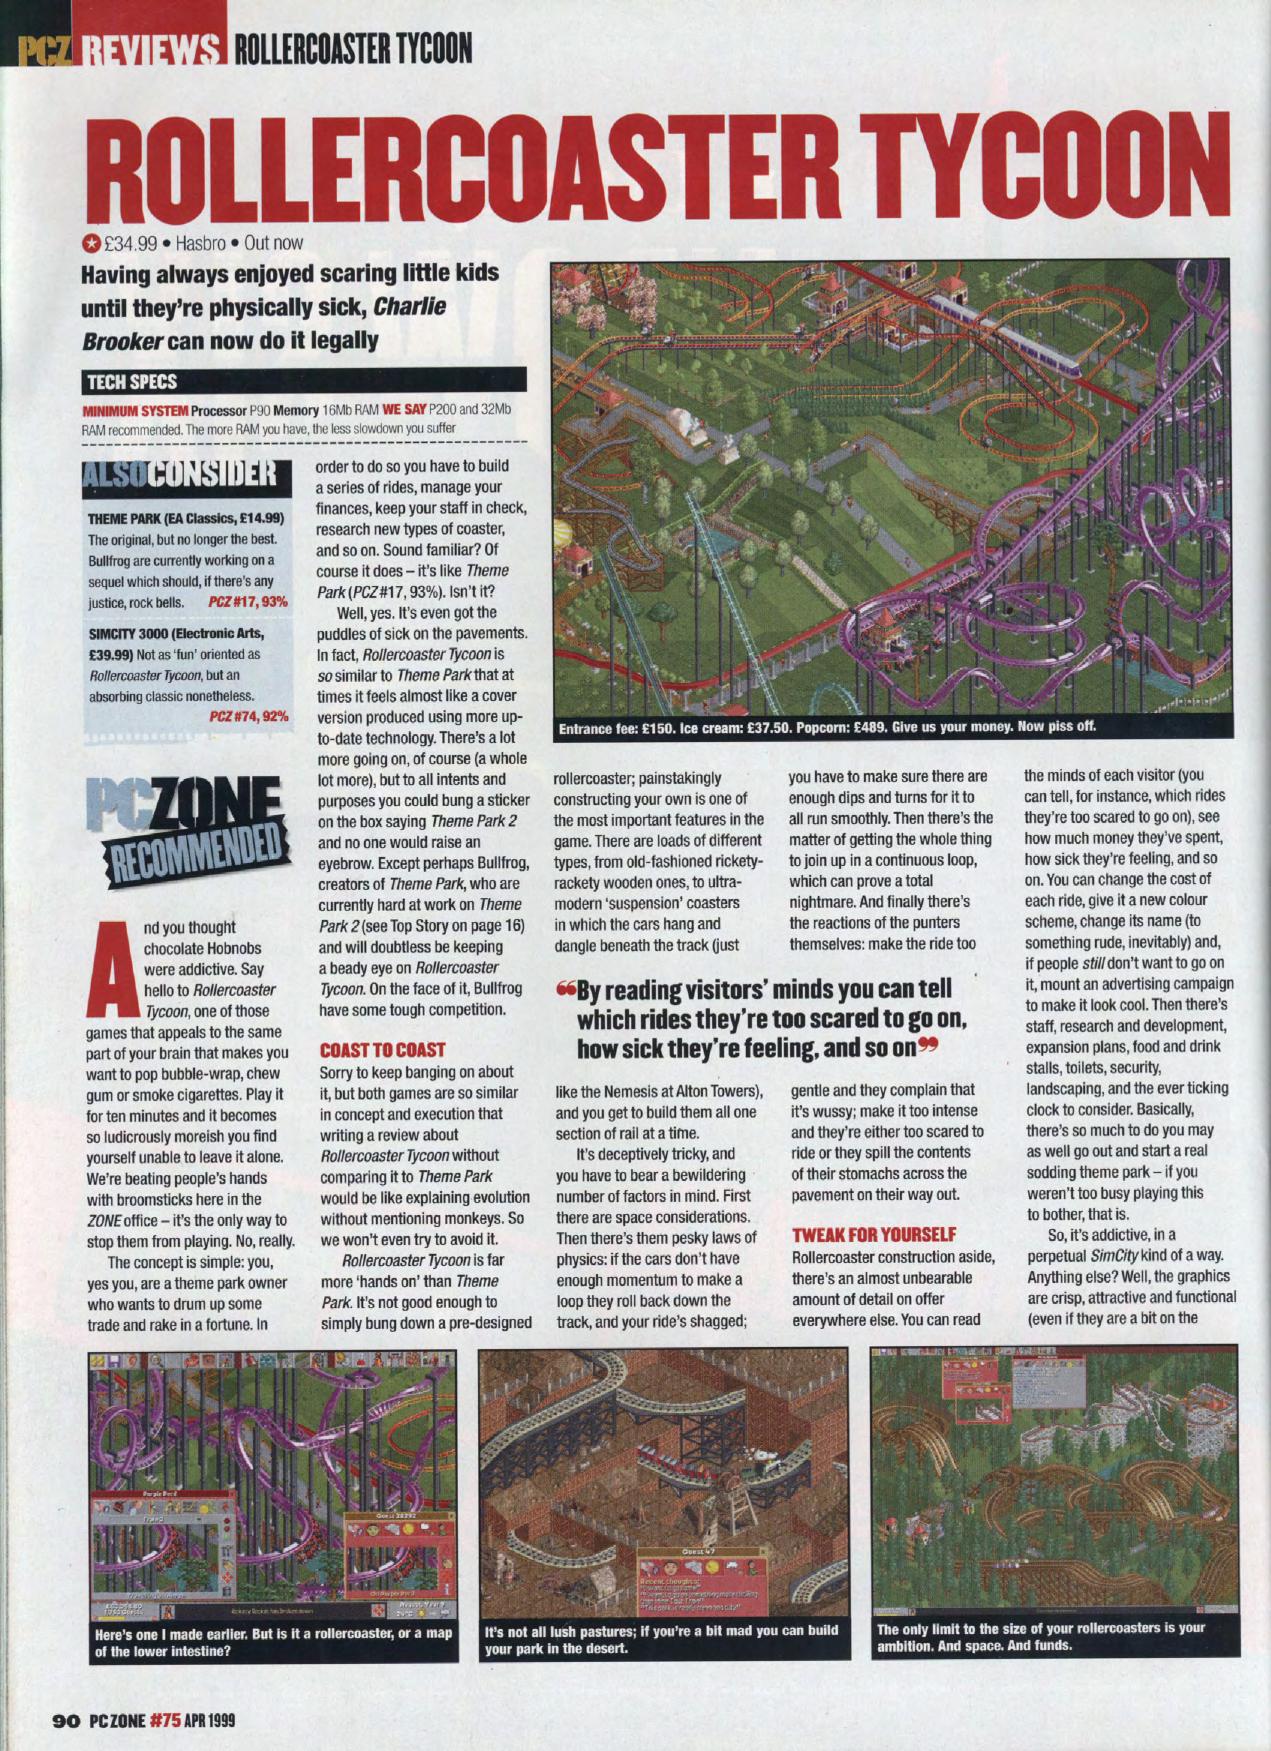 PCZ REVIEWS ROLLERCOASTER TYCOON
ROLLERCOASTER TYCOON
£34.99 • Hasbro • Out now
Having always enjoyed scaring little kids
until they're physically sick, Charlie
Brooker can now do it legally
TECH SPECS
MINIMUM SYSTEM Processor P90 Memory 16Mb RAM WE SAY P200 and 32Mb
RAM recommended. The more RAM you have, the less slowdown you suffer
ALSO CONSIDER
THEME PARK (EA Classics, £14.99)
The original, but no longer the best.
Bullfrog are currently working on a
sequel which should, if there's any
justice, rock bells. PCZ #17, 93%
SIMCITY 3000 (Electronic Arts,
£39.99) Not as 'fun' oriented as
Rollercoaster Tycoon, but an
absorbing classic nonetheless.
PCZ #74, 92%
PCZONE
RECOMMENDED
And you thought
chocolate Hobnobs
were addictive. Say
hello to Rollercoaster
Tycoon, one of those
games that appeals to the same
part of your brain that makes you
want to pop bubble-wrap, chew
gum or smoke cigarettes. Play it
for ten minutes and it becomes
so ludicrously moreish you find
yourself unable to leave it alone.
We're beating people's hands
with broomsticks here in the
ZONE office – it's the only way to
stop them from playing. No, really.
The concept is simple: you,
yes you, are a theme park owner
who wants to drum up some
trade and rake in a fortune. In
order to do so you have to build
a series of rides, manage your
finances, keep your staff in check,
research new types of coaster,
and so on. Sound familiar? Of
course it does – it's like Theme
Park (PCZ #17, 93%). Isn't it?
Well, yes. It's even got the
puddles of sick on the pavements.
In fact, Rollercoaster Tycoon is
so similar to Theme Park that at
times it feels almost like a cover
version produced using more up-
to-date technology. There's a lot
more going on, of course (a whole
lot more), but to all intents and
purposes you could bung a sticker
on the box saying Theme Park 2
and no one would raise an
eyebrow. Except perhaps Bullfrog,
creators of Theme Park, who are
currently hard at work on Theme
Park 2 (see Top Story on page 16)
and will doubtless be keeping
a beady eye on Rollercoaster
Tycoon. On the face of it, Bullfrog
have some tough competition.
COAST TO COAST
Sorry to keep banging on about
it, but both games are so similar
in concept and execution that
writing a review about
Rollercoaster Tycoon without
comparing it to Theme Park
would be like explaining evolution
without mentioning monkeys. So
we won't even try to avoid it.
Rollercoaster Tycoon is far
more 'hands on' than Theme
Park. It's not good enough to
simply bung down a pre-designed
Entrance fee: £150. Ice cream: £37.50. Popcorn: £489. Give us your money. Now piss off.
rollercoaster; painstakingly
constructing your own is one of
the most important features in the
game. There are loads of different
types, from old-fashioned rickety-
rackety wooden ones, to ultra-
modern 'suspension' coasters
in which the cars hang and
dangle beneath the track (just
like the Nemesis at Alton Towers),
and you get to build them all one
section of rail at a time.
It's deceptively tricky, and
you have to bear a bewildering
number of factors in mind. First
there are space considerations.
Then there's them pesky laws of
physics: if the cars don't have
enough momentum to make a
loop they roll back down the
track, and your ride's shagged;
you have to make sure there are
enough dips and turns for it to
all run smoothly. Then there's the
matter of getting the whole thing
to join up in a continuous loop,
which can prove a total
nightmare. And finally there's
the reactions of the punters
themselves: make the ride too
gentle and they complain that
it's wussy; make it too intense
and they're either too scared to
ride or they spill the contents
of their stomachs across the
pavement on their way out.
“By reading visitors' minds you can tell
which rides they're too scared to go on,
how sick they're feeling, and so on”
TWEAK FOR YOURSELF
Rollercoaster construction aside,
there's an almost unbearable
amount of detail on offer
everywhere else. You can read
the minds of each visitor (you
can tell, for instance, which rides
they're too scared to go on), see
how much money they've spent,
how sick they're feeling, and so
on. You can change the cost of
each ride, give it a new colour
scheme, change its name (to
something rude, inevitably) and,
if people still don't want to go on
it, mount an advertising campaign
to make it look cool. Then there's
staff, research and development,
expansion plans, food and drink
stalls, toilets, security,
landscaping, and the ever ticking
clock to consider. Basically,
there's so much to do you may
as well go out and start a real
sodding theme park – if you
weren't too busy playing this
to bother, that is.
So, it's addictive, in a
perpetual SimCity kind of a way.
Anything else? Well, the graphics
are crisp, attractive and functional
(even if they are a bit on the
Purple Peril
Guest 38292
Here's one I made earlier. But is it a rollercoaster, or a map
of the lower intestine?
Guest 47
Recent thoughts:
It's not all lush pastures; if you're a bit mad you can build
your park in the desert.
The only limit to the size of your rollercoasters is your
ambition. And space. And funds.
90 PC ZONE #75 APR 1999